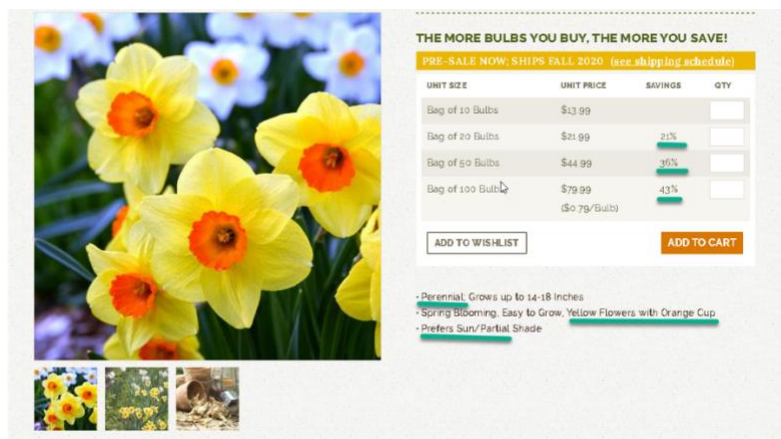 THE MORE BULBS YOU BUY, THE MORE YOU SAVE!
PRE-SALE NOW; SHIPS FALL 2020 (see shipping schedule)
UNIT SIZE UNIT PRICE SAVINGS QTY
Bag of 10 Bulbs $13.99
Bag of 20 Bulbs $21.99 21%
Bag of 50 Bulbs $44.99 36%
Bag of 100 Bulbs $79.99 43%
($0.79/Bulb)
ADD TO WISHLIST ADD TO CART
• Perennial; Grows up to 14-18 Inches
• Spring Blooming, Easy to Grow, Yellow Flowers with Orange Cup
• Prefers Sun/Partial Shade